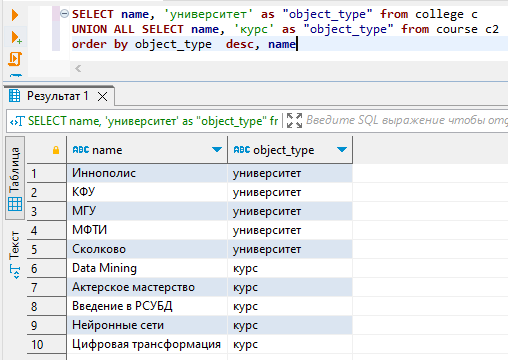 SELECT name, 'университет' as "object_type" from college c
UNION ALL SELECT name, 'курс' as "object_type" from course c2
order by object_type  desc, name
Результат 1
SELECT name, 'университет' as "object_type" fr
Введите SQL выражение чтобы отф
Таблица
Текст
ABC name
ABC object_type
1 Иннополис университет
2 КФУ университет
3 МГУ университет
4 МФТИ университет
5 Сколково университет
6 Data Mining курс
7 Актерское мастерство курс
8 Введение в РСУБД курс
9 Нейронные сети курс
10 Цифровая трансформация курс